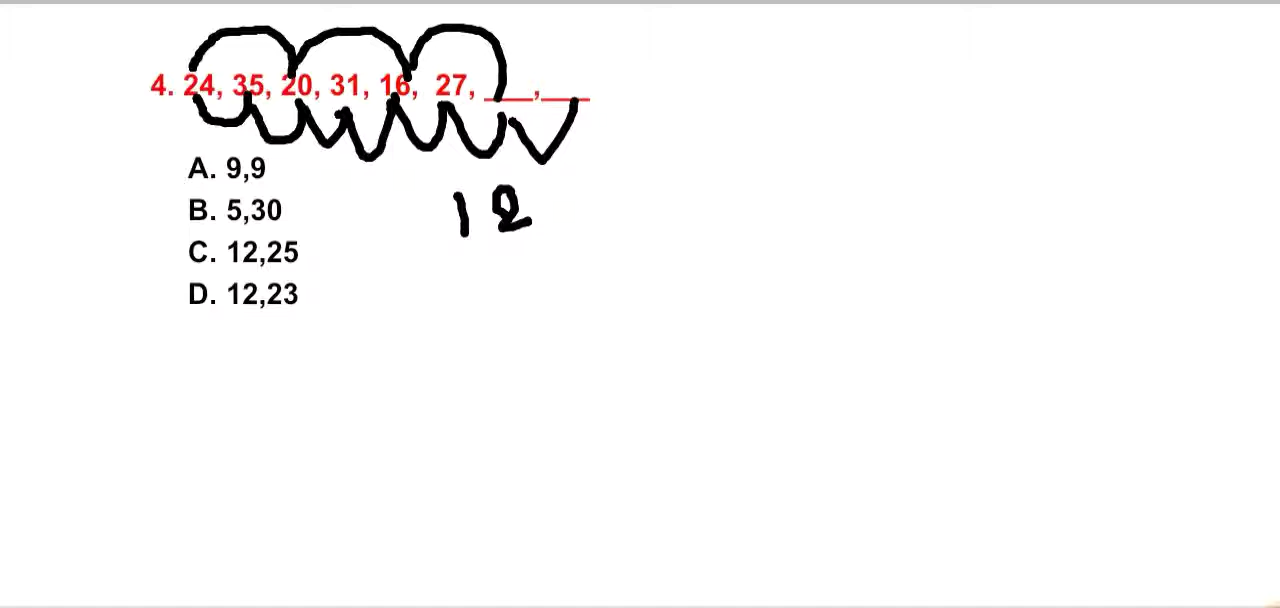 4. 24, 35, 20, 31, 16, 27, ___,___
A. 9,9
B. 5,30
12
C. 12,25
D. 12,23